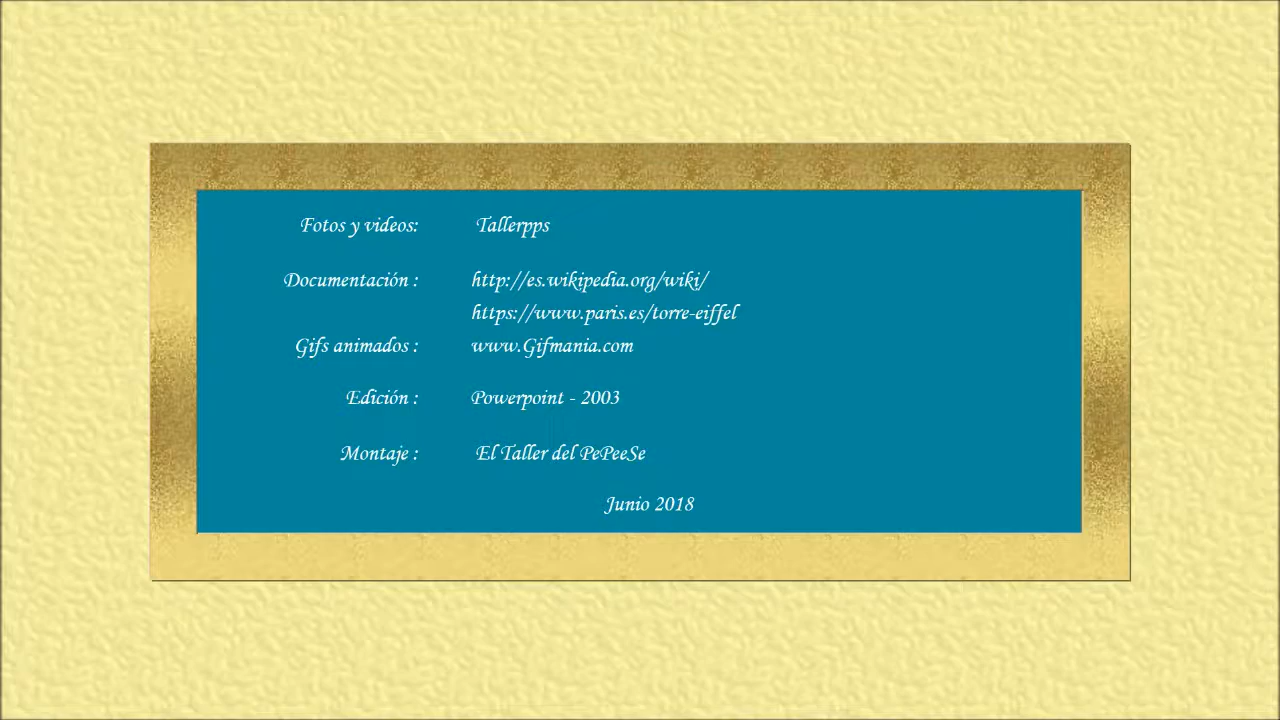 Fotos y videos: Tallerpps
Documentación : http://es.wikipedia.org/wiki/
https://www.paris.es/torre-eiffel
Gifs animados : www.Gifmania.com
Edición : Powerpoint - 2003
Montaje : El Taller del PePeeSe
Junio 2018